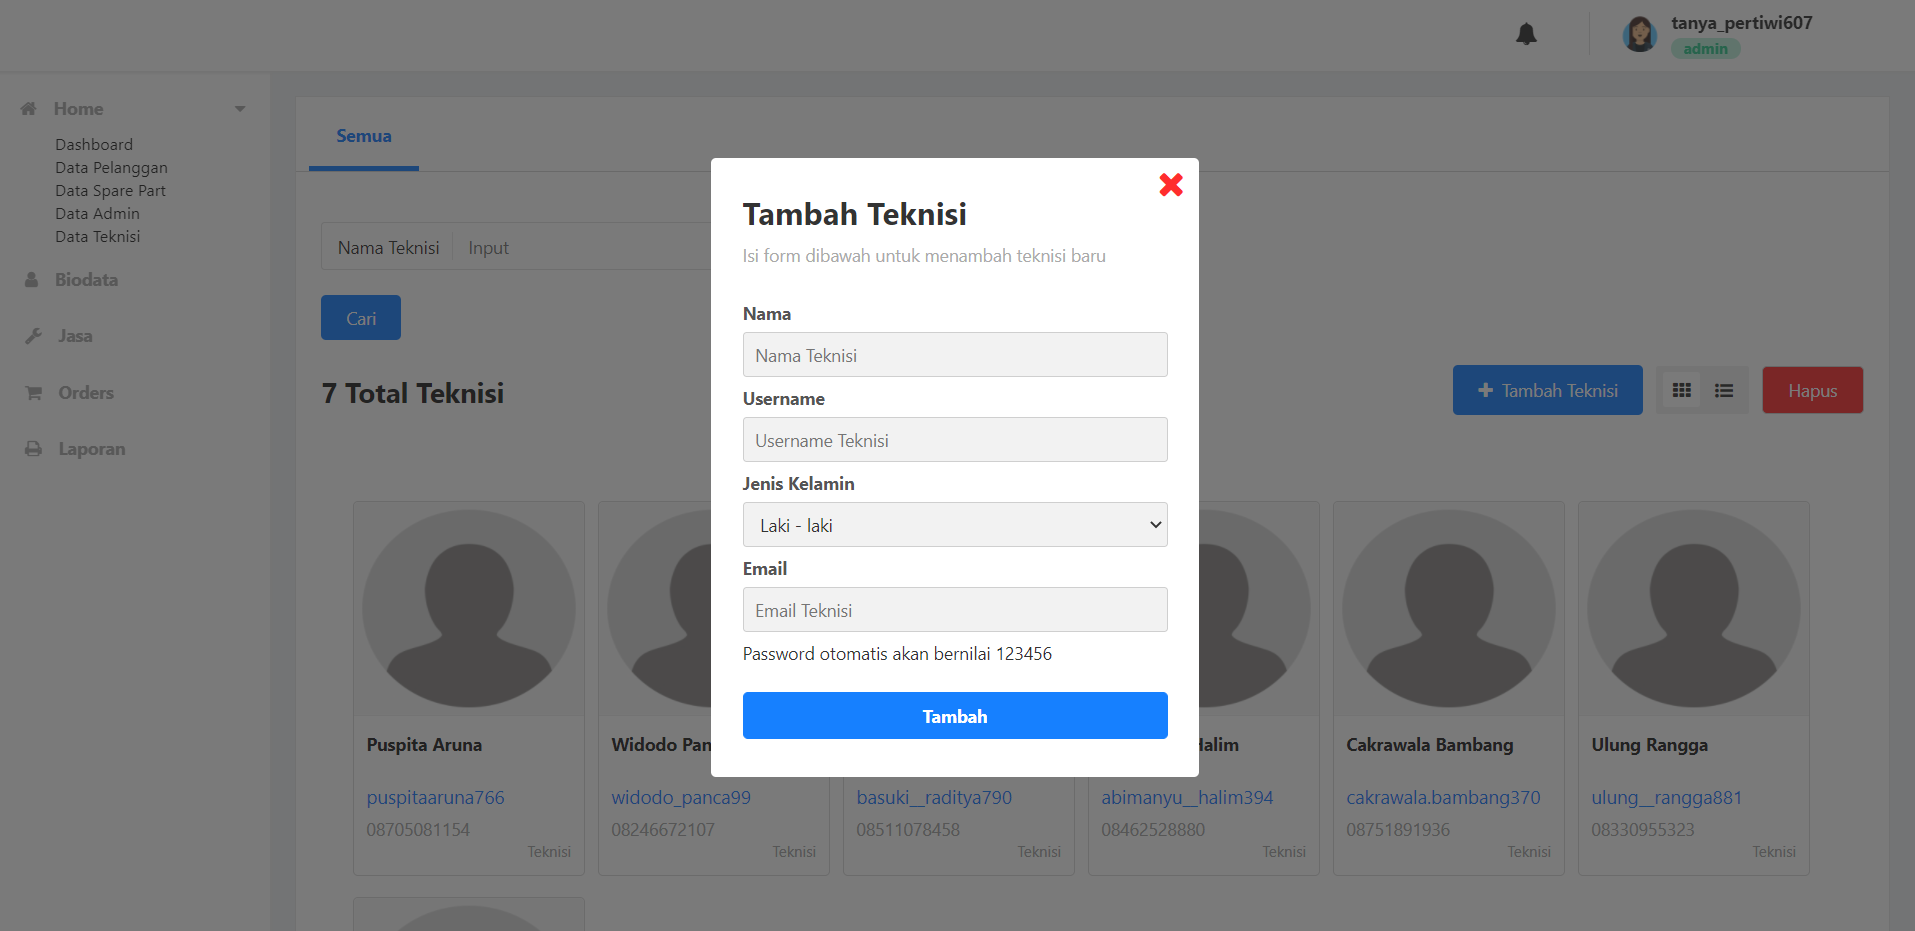 tanya_pertiwi607
admin
Home
Dashboard
Data Pelanggan
Data Spare Part
Data Admin
Data Teknisi
Biodata
Jasa
Orders
Laporan
Semua
Nama Teknisi Input
Cari
7 Total Teknisi
Tambah Teknisi
Hapus
Tambah Teknisi
Isi form dibawah untuk menambah teknisi baru
Nama
Nama Teknisi
Username
Username Teknisi
Jenis Kelamin
Laki - laki
Email
Email Teknisi
Password otomatis akan bernilai 123456
Tambah
Puspita Aruna
puspitaaruna766
08705081154
Teknisi
Widodo
widodo_panca99
08246672107
Teknisi
basuki__raditya790
08511078458
Teknisi
Halim
abimanyu__halim394
08462528880
Teknisi
Cakrawala Bambang
cakrawala.bambang370
08751891936
Teknisi
Ulung Rangga
ulung__rangga881
08330955323
Teknisi